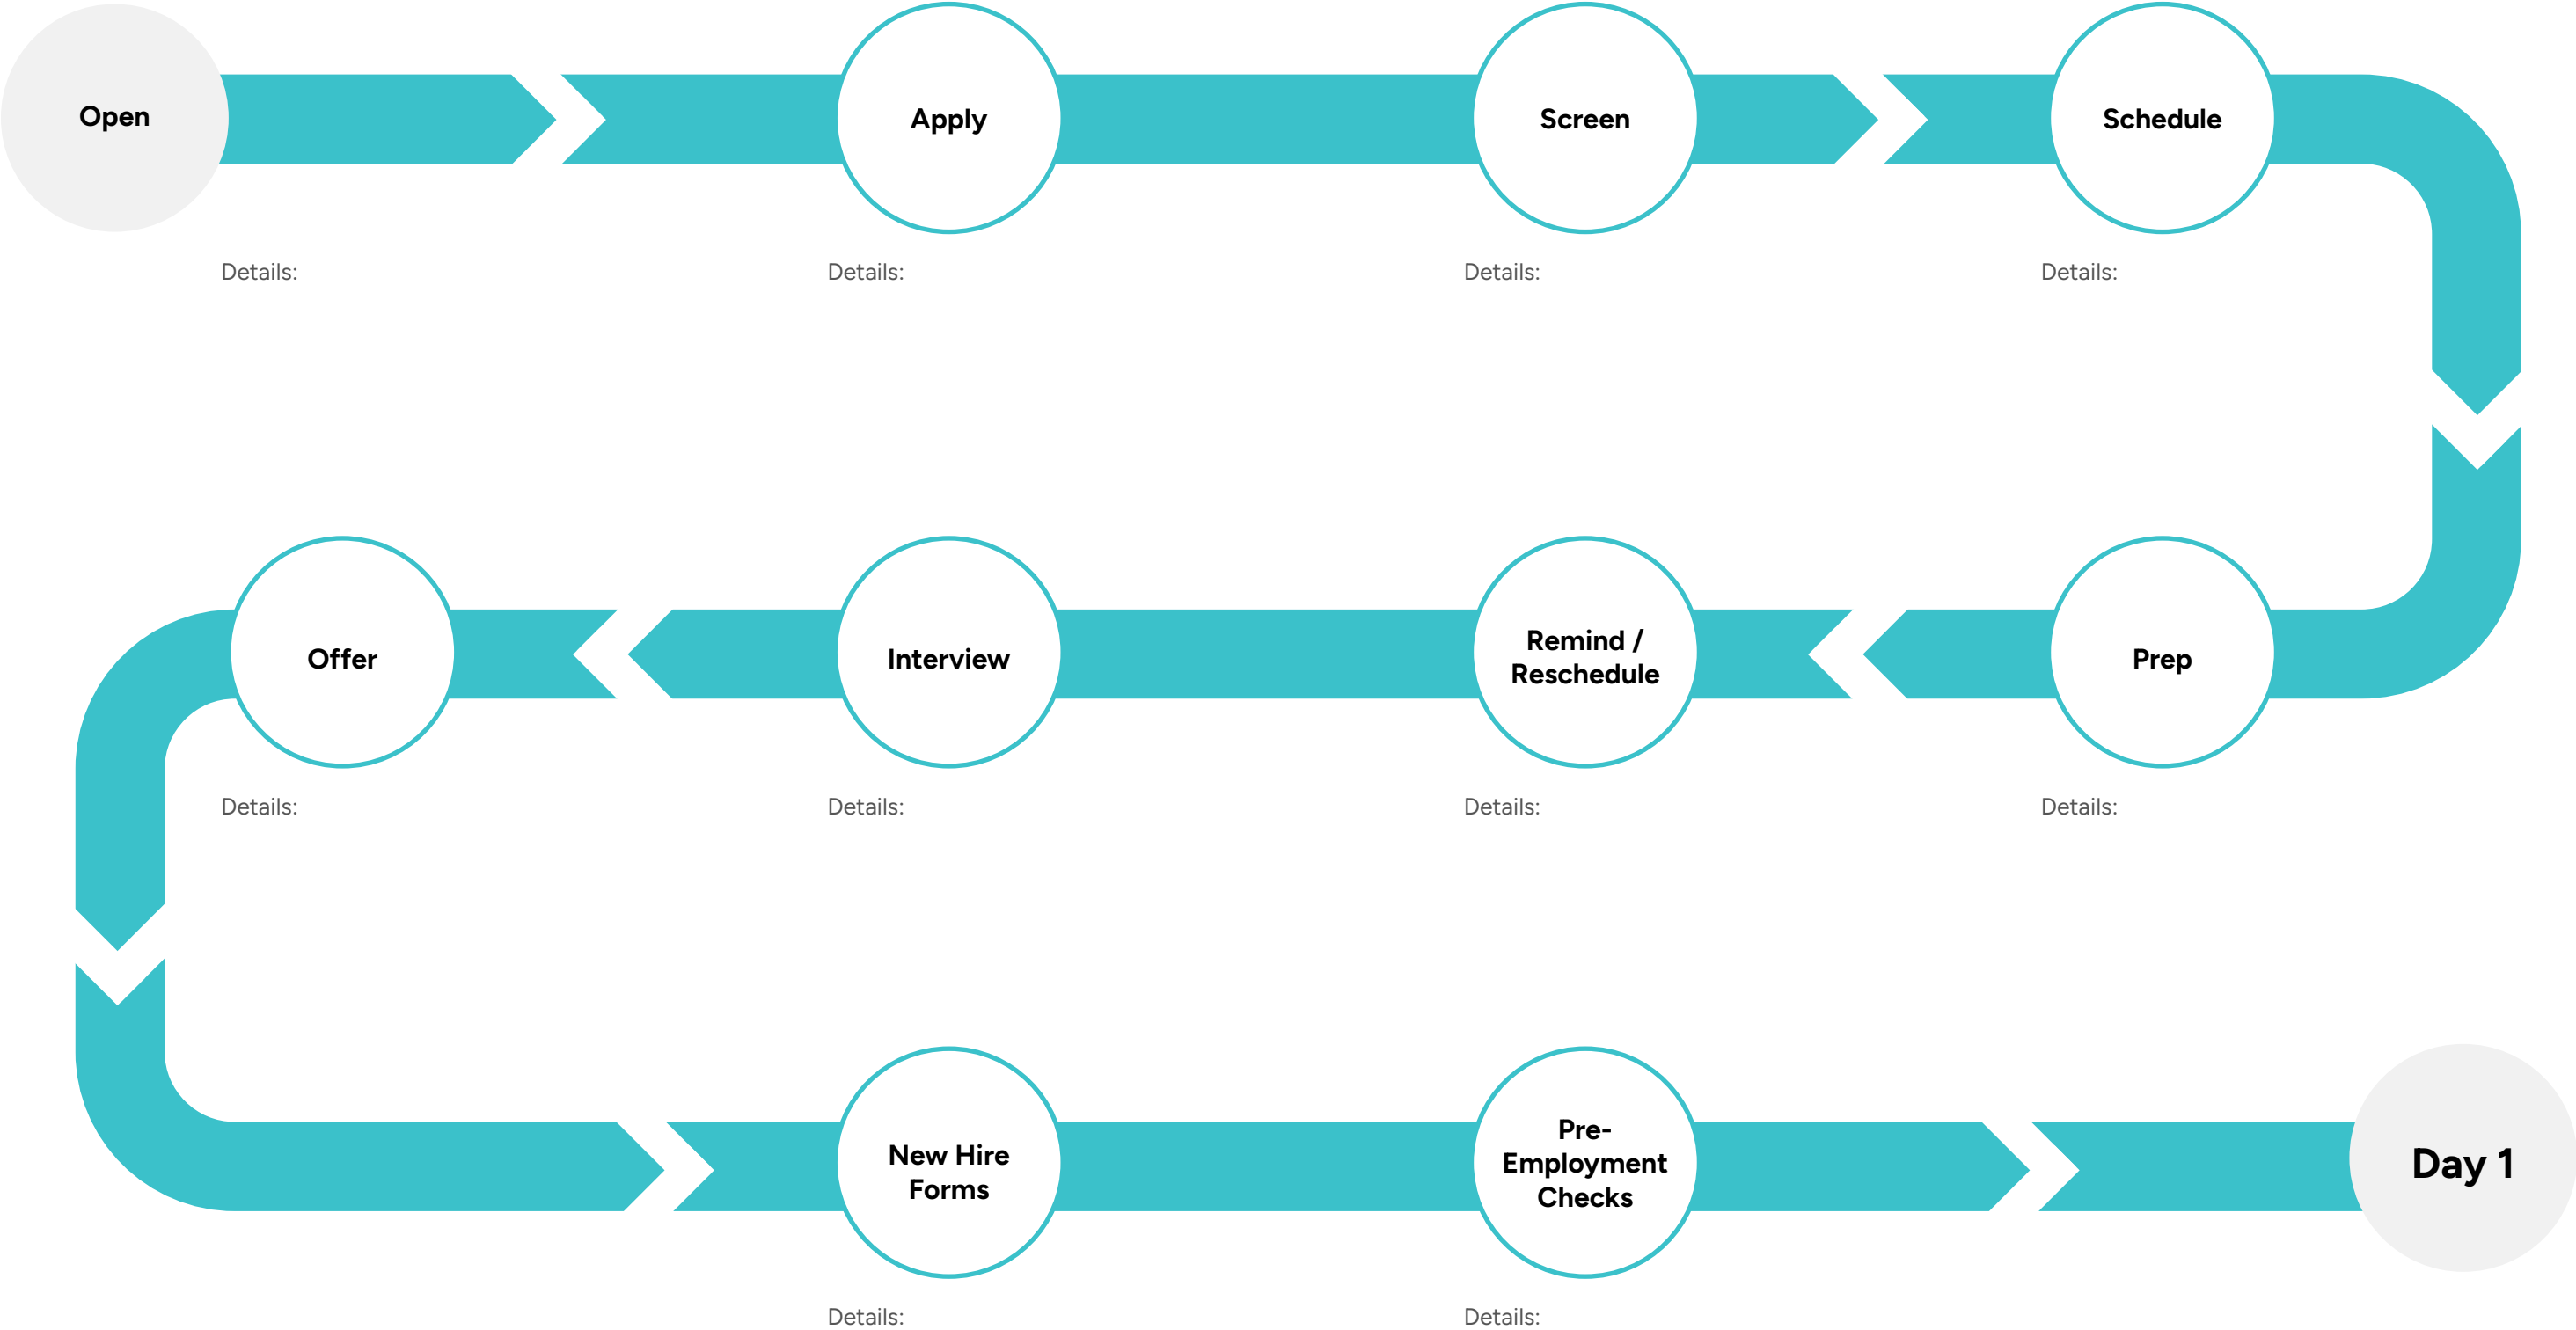 Open
Apply
Screen
Schedule
Details:
Details:
Details:
Details:
Offer
Interview
Remind /
Reschedule
Prep
Details:
Details:
Details:
Details:
New Hire
Forms
Pre-
Employment
Checks
Day 1
Details:
Details: